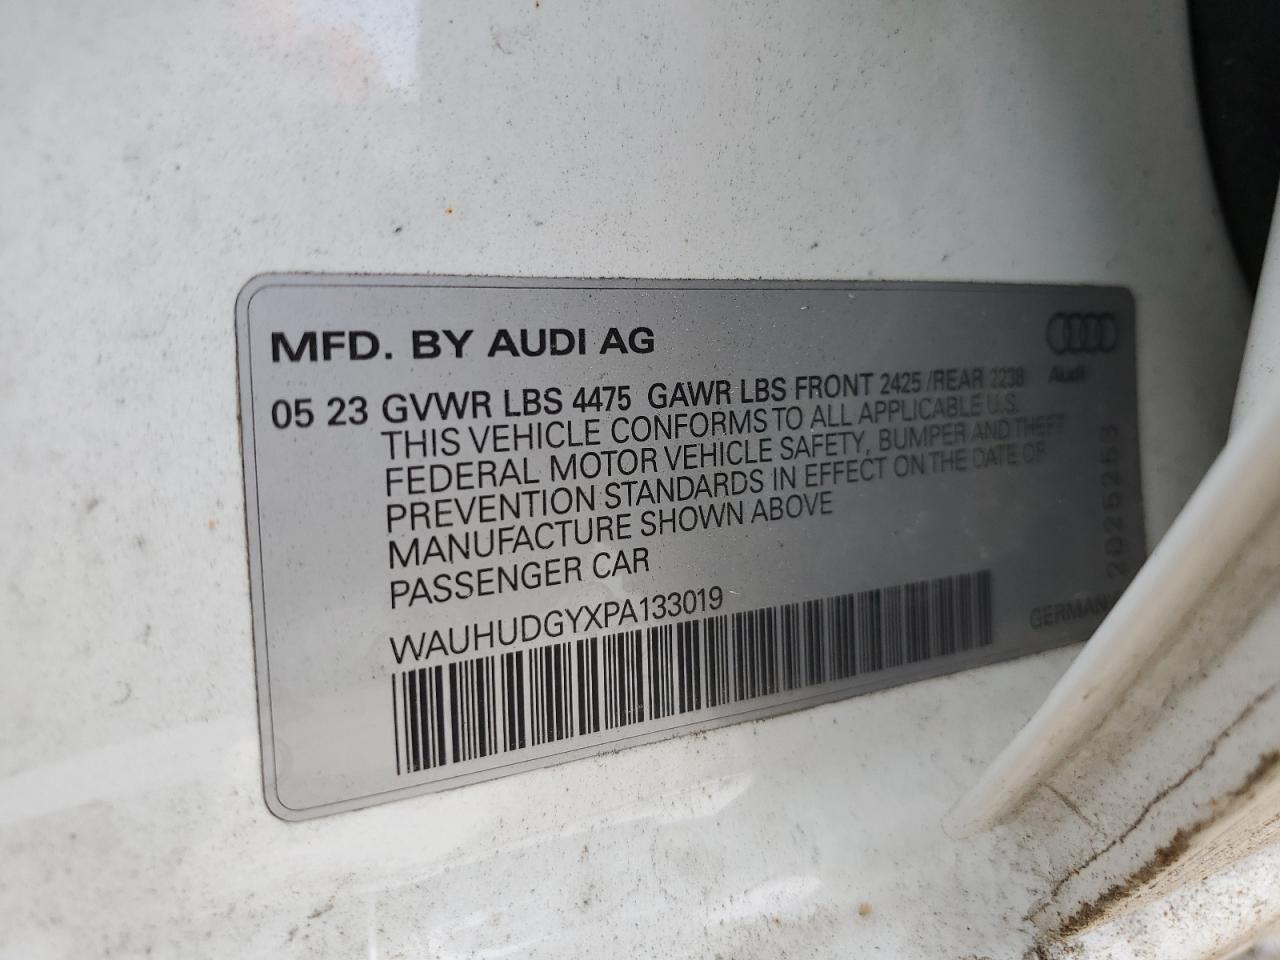 MFD. BY AUDI AG
Audi
05 23 GVWR LBS 4475 GAWR LBS FRONT 2425 /REAR 2238
THIS VEHICLE CONFORMS TO ALL APPLICABLE U.S.
FEDERAL MOTOR VEHICLE SAFETY, BUMPER AND THEFT
PREVENTION STANDARDS IN EFFECT ON THE DATE OF
MANUFACTURE SHOWN ABOVE
PASSENGER CAR
WAUHUDGYXPA133019
GERMANY
2025253